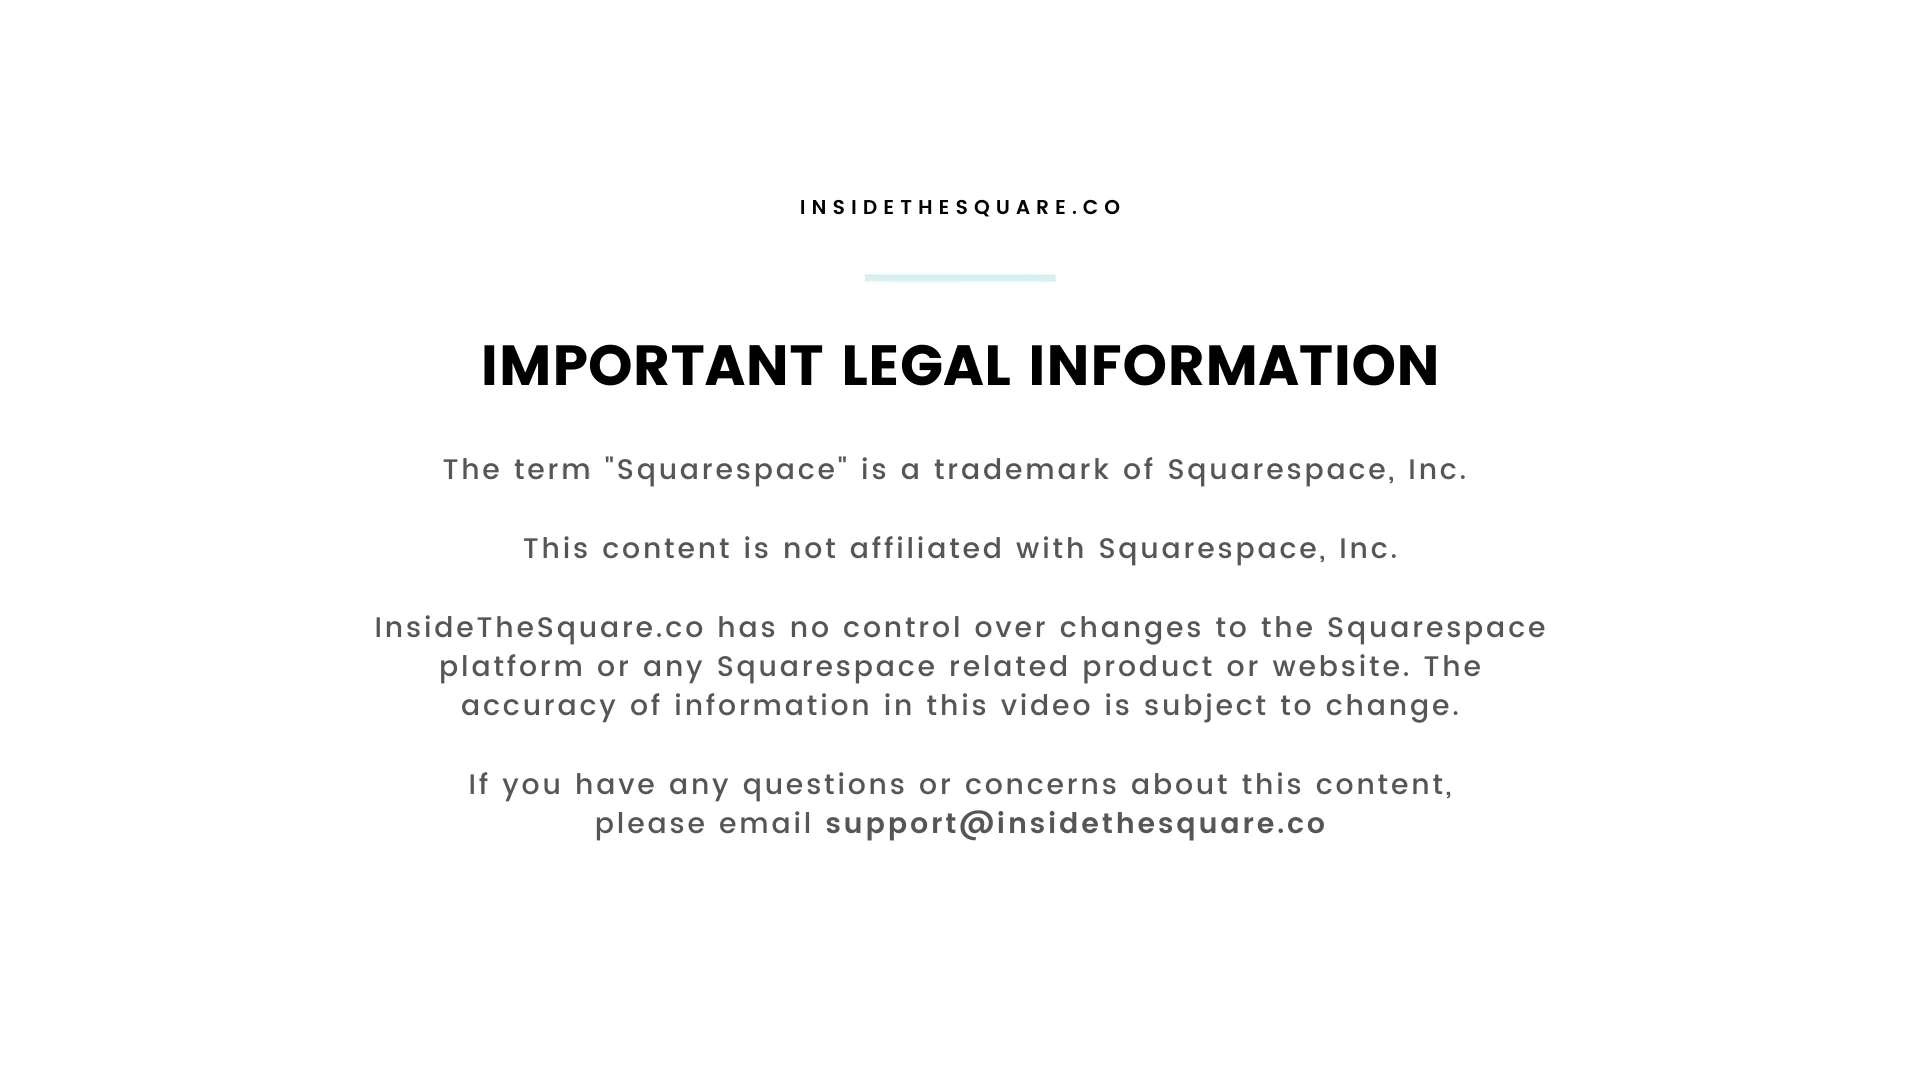 INSIDETHESQUARE.CO
IMPORTANT LEGAL INFORMATION
The term "Squarespace" is a trademark of Squarespace, Inc.
This content is not affiliated with Squarespace, Inc.
InsideTheSquare.co has no control over changes to the Squarespace
platform or any Squarespace related product or website. The
accuracy of information in this video is subject to change.
If you have any questions or concerns about this content,
please email support@insidethesquare.co